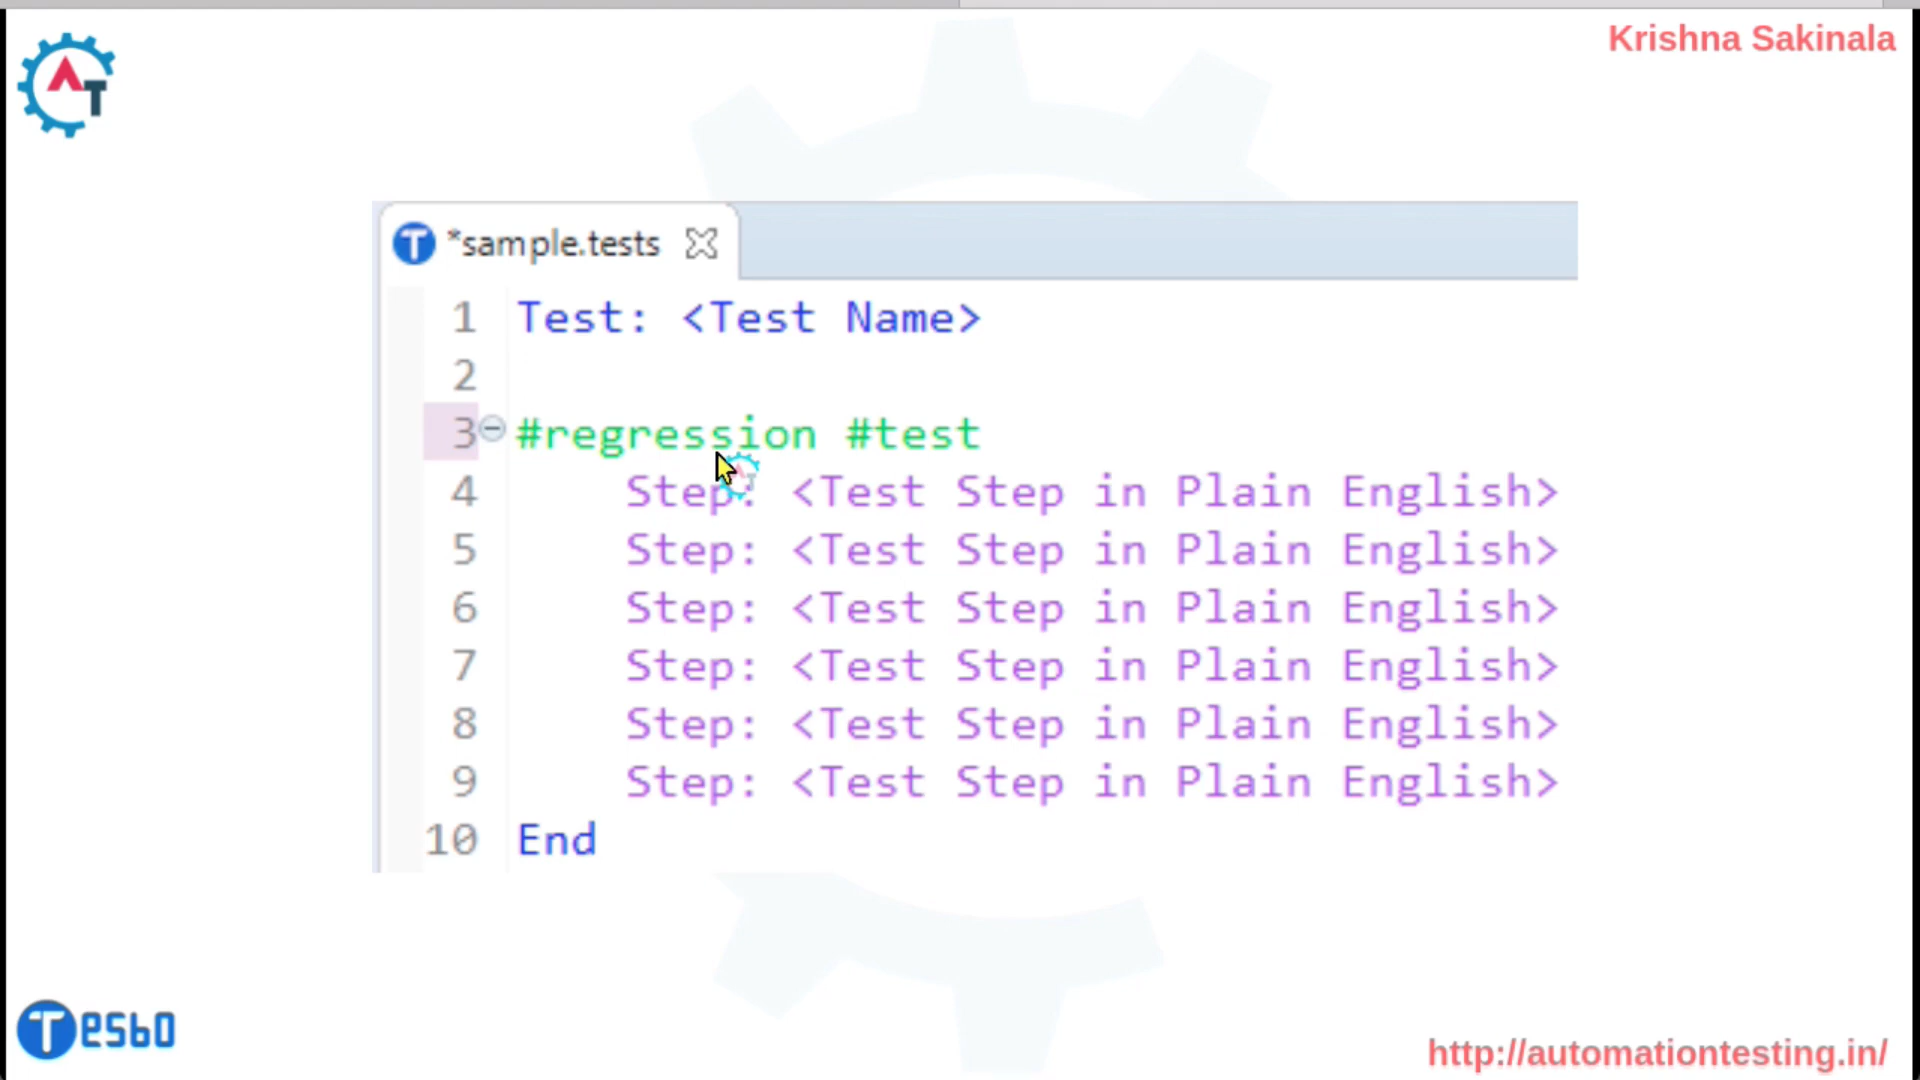 Krishna Sakinala
AT
T *sample.tests
1 Test: <Test Name>
2
3 #regression #test
4 Step: <Test Step in Plain English>
5 Step: <Test Step in Plain English>
6 Step: <Test Step in Plain English>
7 Step: <Test Step in Plain English>
8 Step: <Test Step in Plain English>
9 Step: <Test Step in Plain English>
10 End
Tesbo
http://automationtesting.in/